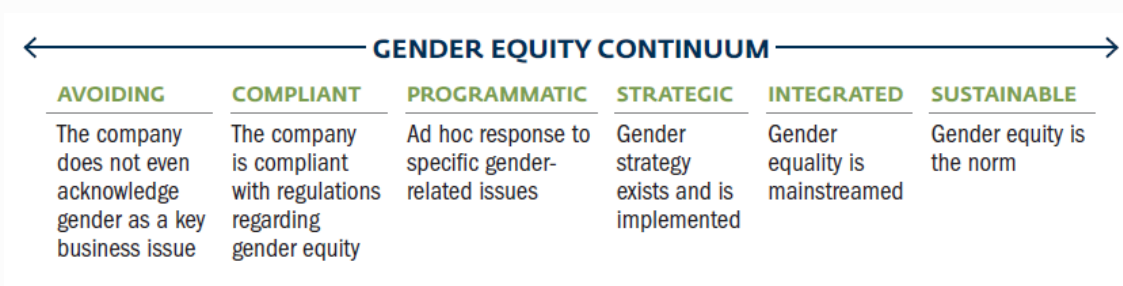 GENDER EQUITY CONTINUUM
AVOIDING
The company
does not even
acknowledge
gender as a key
business issue
COMPLIANT
The company
is compliant
with regulations
regarding
gender equity
PROGRAMMATIC
Ad hoc response to
specific gender-
related issues
STRATEGIC
Gender
strategy
exists and is
implemented
INTEGRATED
Gender
equality is
mainstreamed
SUSTAINABLE
Gender equity is
the norm